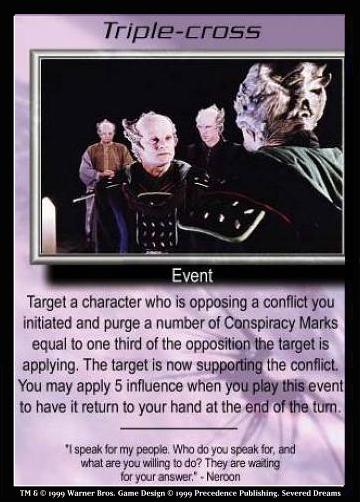 Triple-cross
Event
Target a character who is opposing a conflict you
initiated and purge a number of Conspiracy Marks
equal to one third of the opposition the target is
applying. The target is now supporting the conflict.
You may apply 5 influence when you play this event
to have it return to your hand at the end of the turn.
"I speak for my people. Who do you speak for, and
what are you willing to do? They are waiting
for your answer." - Neroon
TM & © 1999 Warner Bros. Game Design © 1999 Precedence Publishing. Severed Dreams